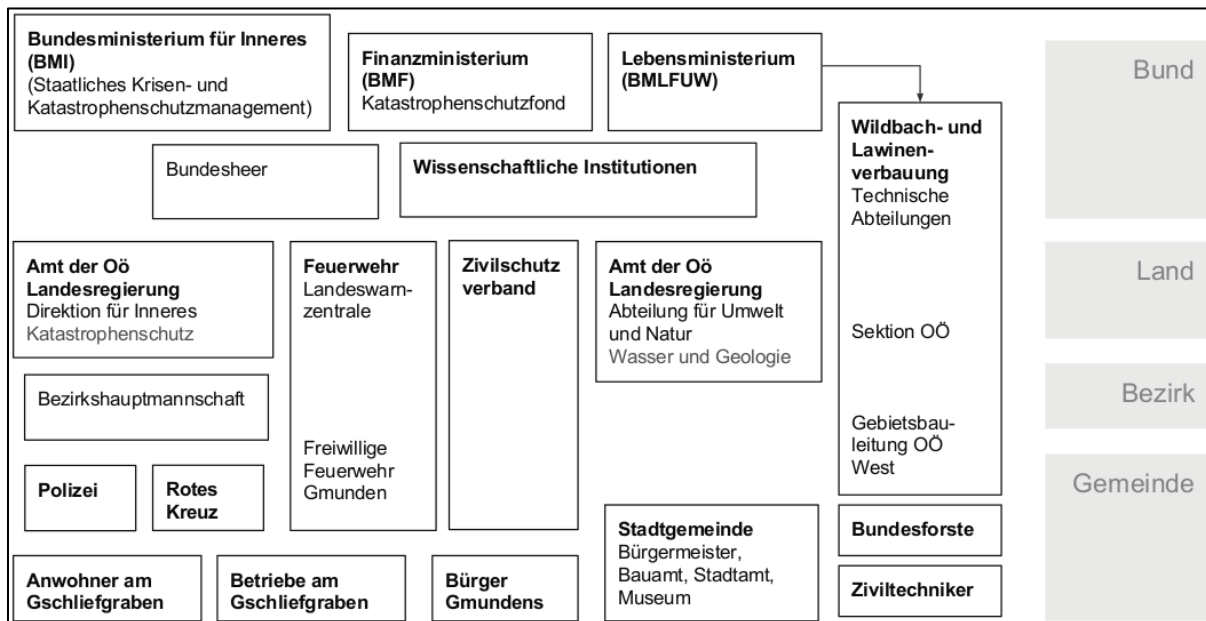 Bundesministerium für Inneres
(BMI)
(Staatliches Krisen- und
Katastrophenschutzmanagement)
Finanzministerium
(BMF)
Katastrophenschutzfond
Lebensministerium
(BMLFUW)
Bund
Wildbach- und
Lawinen-
verbauung
Technische
Abteilungen
Sektion OÖ
Gebietsbau-
leitung OÖ
West
Bundesheer
Wissenschaftliche Institutionen
Amt der Oö
Landesregierung
Direktion für Inneres
Katastrophenschutz
Feuerwehr
Landeswarn-
zentrale
Freiwillige
Feuerwehr
Gmunden
Zivilschutz
verband
Amt der Oö
Landesregierung
Abteilung für Umwelt
und Natur
Wasser und Geologie
Land
Bezirkshauptmannschaft
Bezirk
Polizei
Rotes
Kreuz
Gemeinde
Stadtgemeinde
Bürgermeister,
Bauamt, Stadtamt,
Museum
Bundesforste
Anwohner am
Gschliefgraben
Betriebe am
Gschliefgraben
Bürger
Gmundens
Ziviltechniker